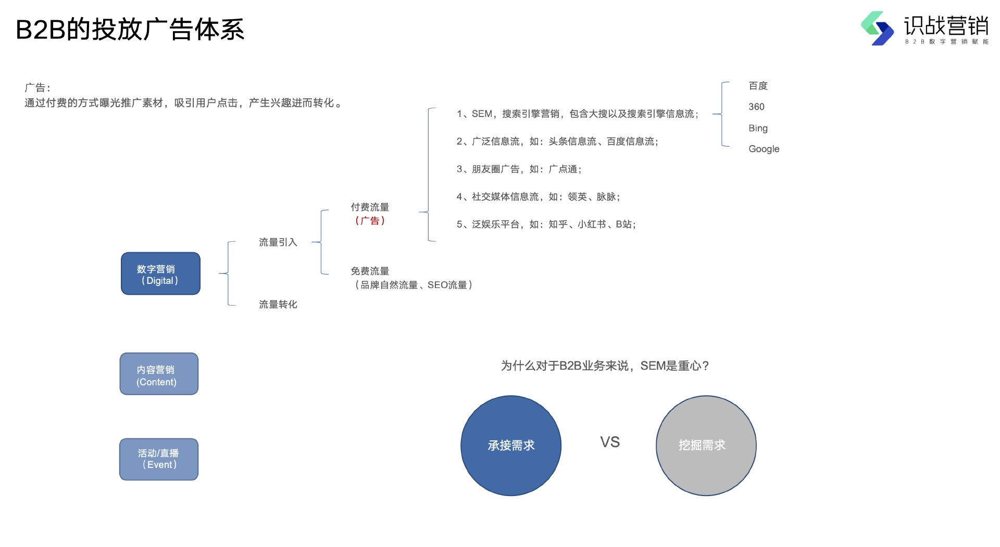 B2B的投放广告体系
识战营销
B2B数字营销赋能
广告：
通过付费的方式曝光推广素材，吸引用户点击，产生兴趣进而转化。
1、SEM，搜索引擎营销，包含大搜以及搜索引擎信息流；
2、广泛信息流，如：头条信息流、百度信息流；
3、朋友圈广告，如：广点通；
4、社交媒体信息流，如：领英、脉脉；
5、泛娱乐平台，如：知乎、小红书、B站；
百度
360
Bing
Google
付费流量
（广告）
流量引入
免费流量
（品牌自然流量、SEO流量）
数字营销
（Digital）
流量转化
内容营销
(Content)
活动/直播
（Event）
为什么对于B2B业务来说，SEM是重心？
承接需求
VS
挖掘需求